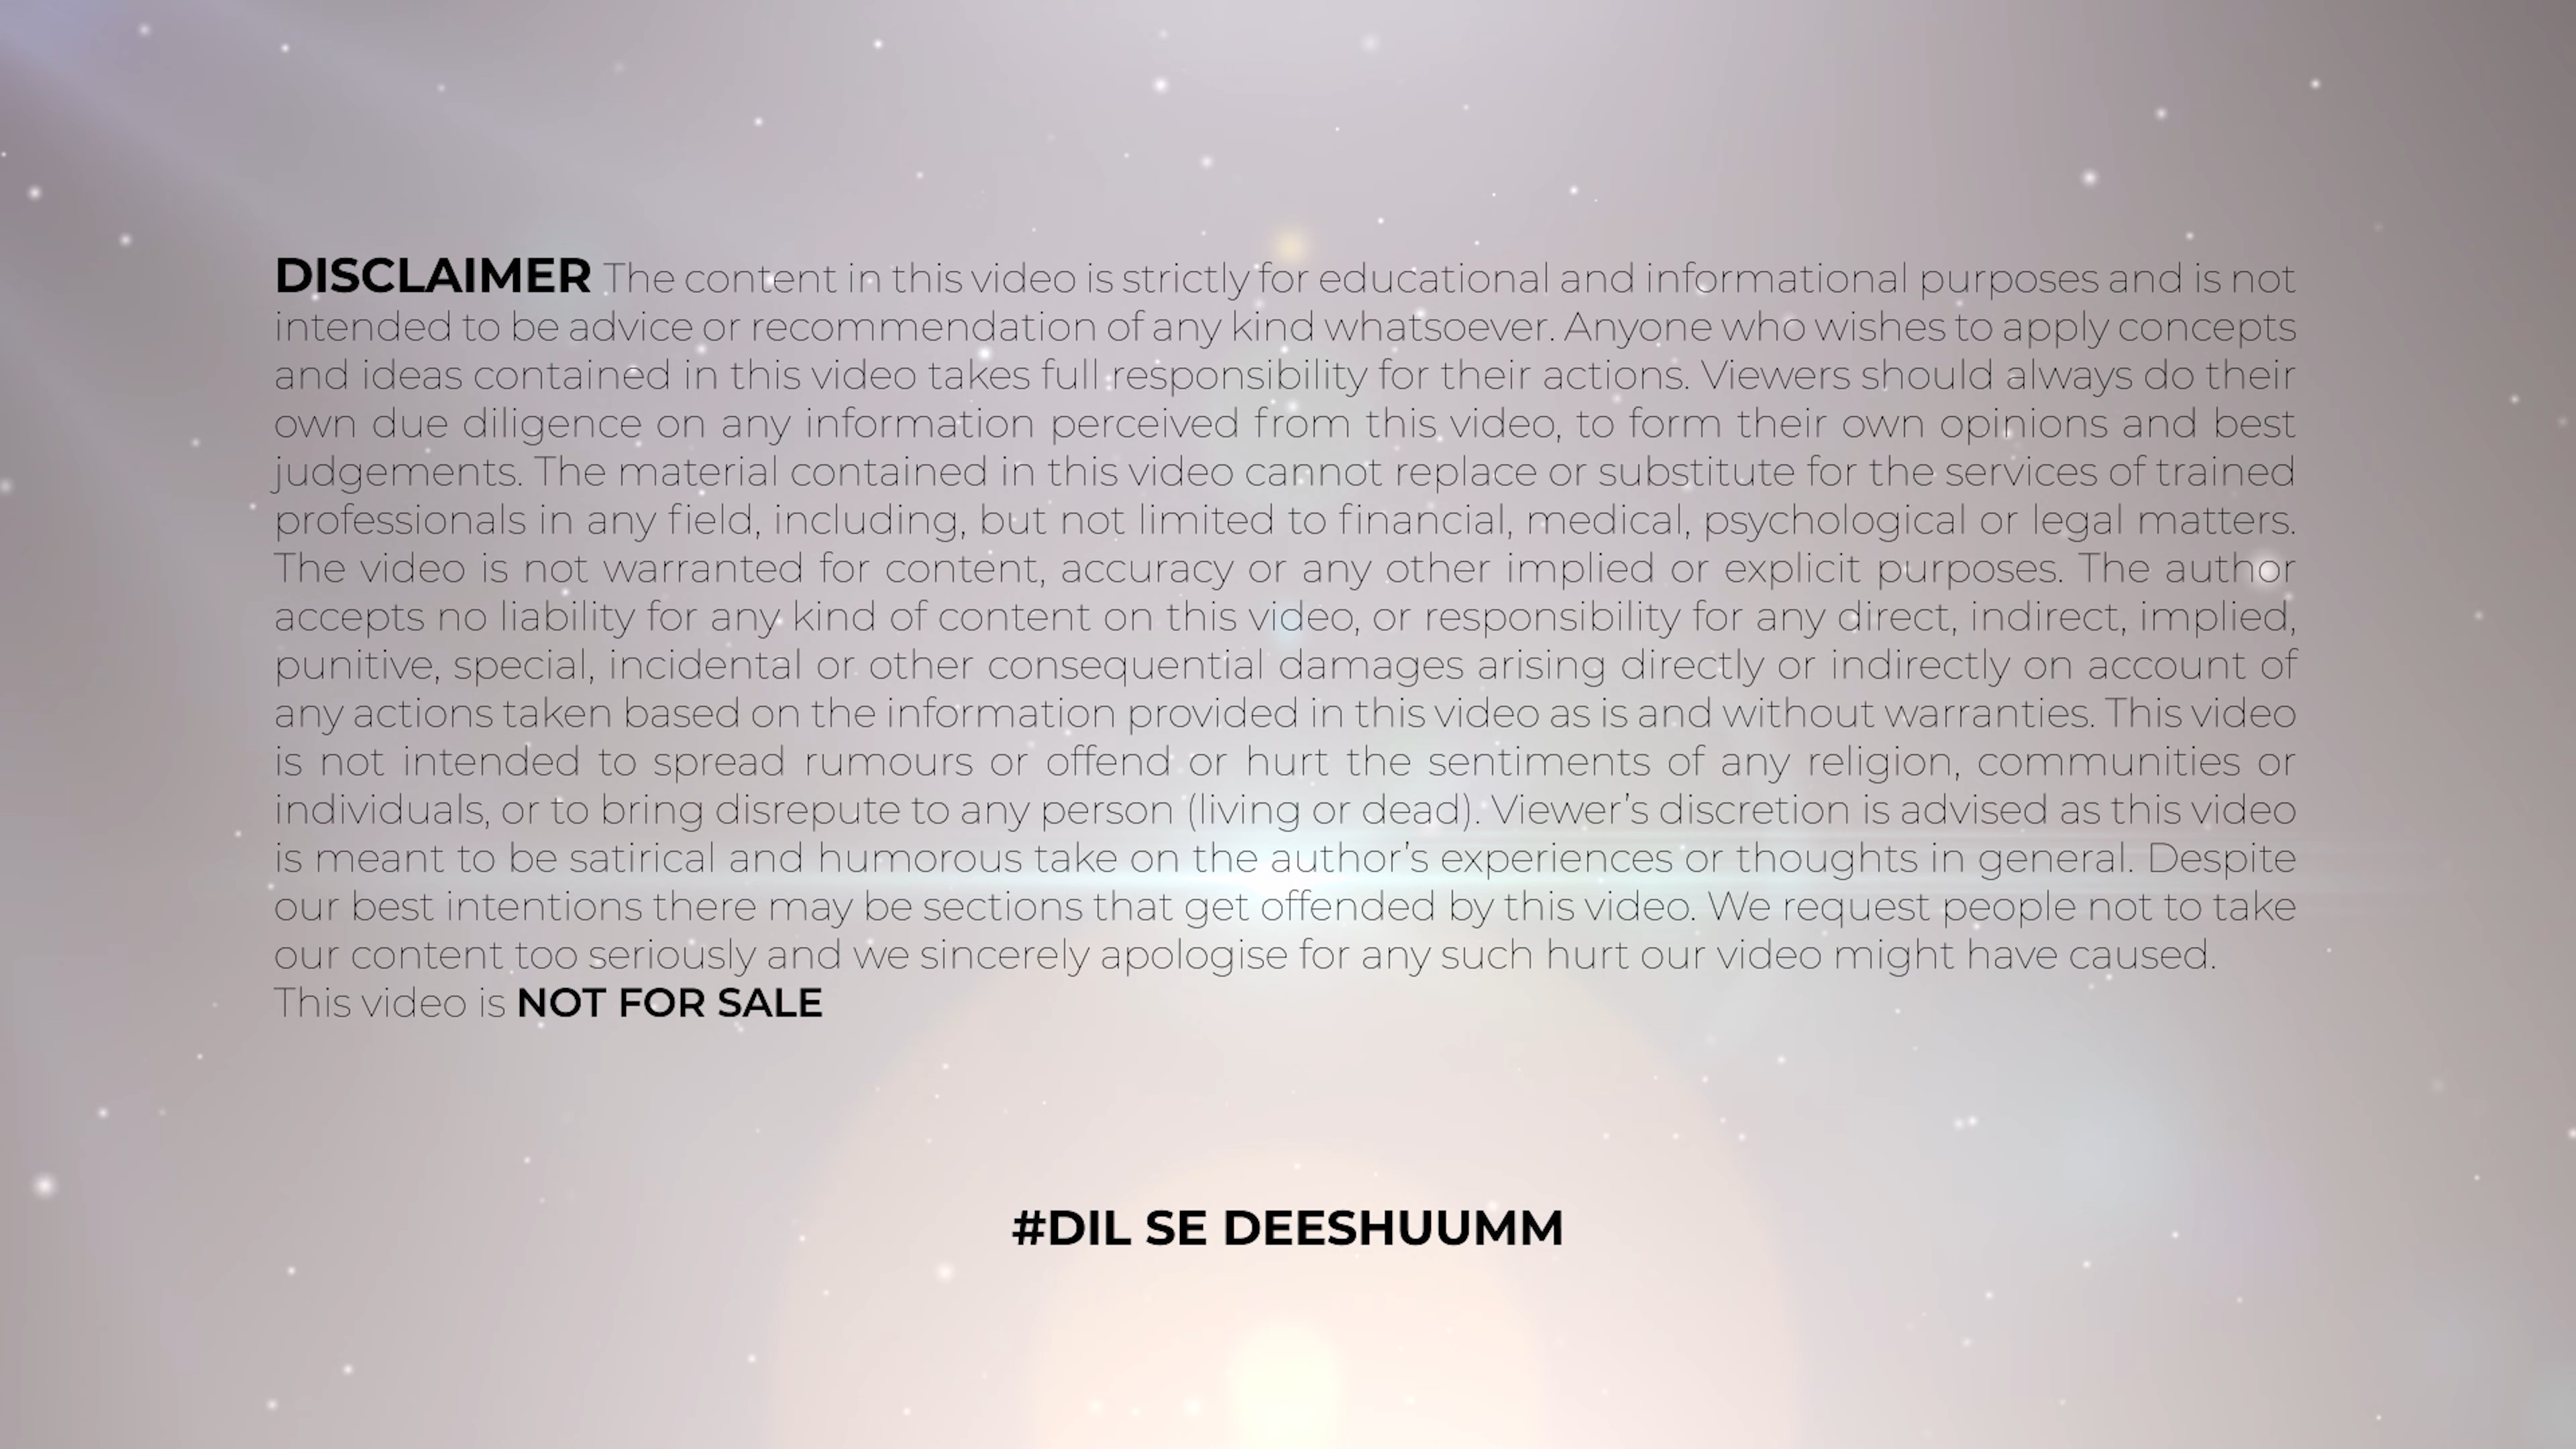 DISCLAIMER The content in this video is strictly for educational and informational purposes and is not
intended to be advice or recommendation of any kind whatsoever. Anyone who wishes to apply concepts
and ideas contained in this video takes full responsibility for their actions. Viewers should always do their
own due diligence on any information perceived from this video, to form their own opinions and best
judgements. The material contained in this video cannot replace or substitute for the services of trained
professionals in any field, including, but not limited to financial, medical, psychological or legal matters.
The video is not warranted for content, accuracy or any other implied or explicit purposes. The author
accepts no liability for any kind of content on this video, or responsibility for any direct, indirect, implied,
punitive, special, incidental or other consequential damages arising directly or indirectly on account of
any actions taken based on the information provided in this video as is and without warranties. This video
is not intended to spread rumours or offend or hurt the sentiments of any religion, communities or
individuals, or to bring disrepute to any person (living or dead). Viewer's discretion is advised as this video
is meant to be satirical and humorous take on the author's experiences or thoughts in general. Despite
our best intentions there may be sections that get offended by this video. We request people not to take
our content too seriously and we sincerely apologise for any such hurt our video might have caused.
This video is NOT FOR SALE
#DIL SE DEESHUUMM